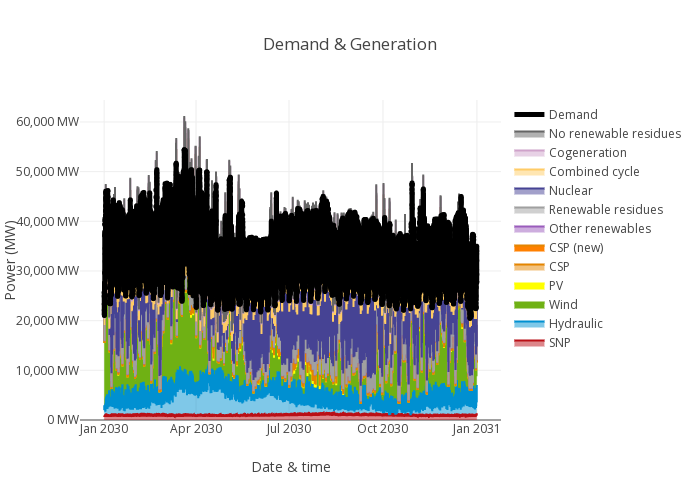 Demand & Generation
Power (MW)
60,000 MW
50,000 MW
40,000 MW
30,000 MW
20,000 MW
10,000 MW
0 MW
Jan 2030
Apr 2030
Jul 2030
Oct 2030
Jan 2031
Date & time
Demand
No renewable residues
Cogeneration
Combined cycle
Nuclear
Renewable residues
Other renewables
CSP (new)
CSP
PV
Wind
Hydraulic
SNP